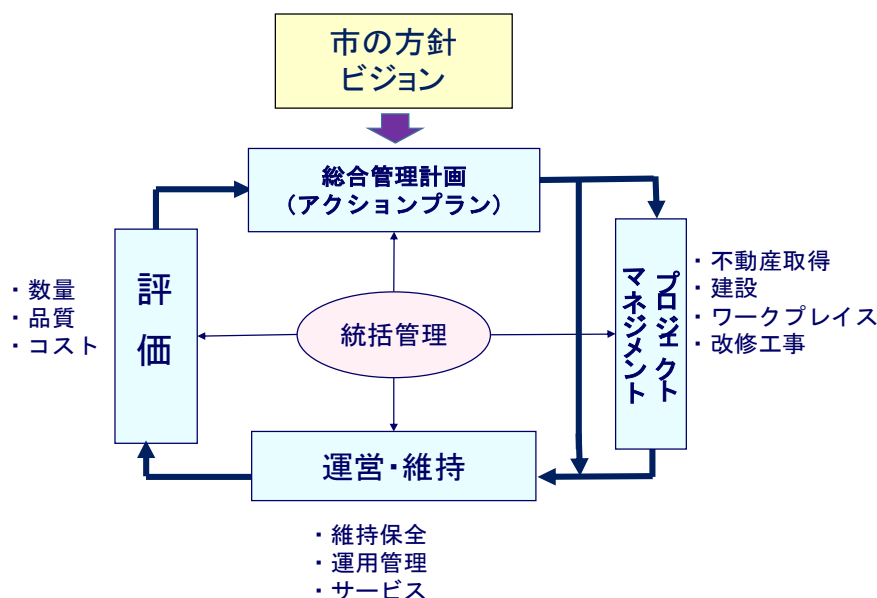 市の方針
ビジョン
総合管理計画
(アクションプラン)
プロジェクト
マネジメント
・不動産取得
・建設
・ワークプレイス
・改修工事
評
価
・数量
・品質
・コスト
統括管理
運営・維持
・維持保全
・運用管理
・サービス